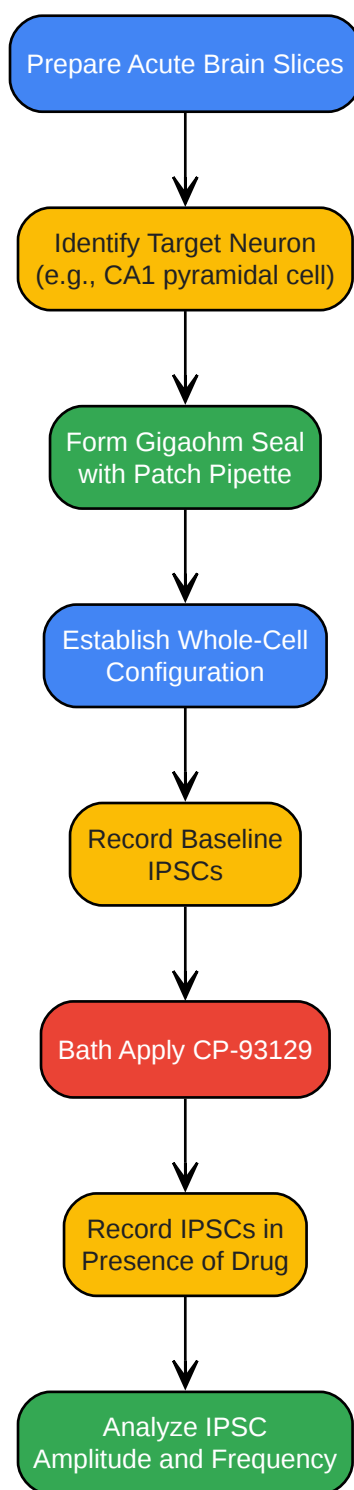 Prepare Acute Brain Slices
Identify Target Neuron
(e.g., CA1 pyramidal cell)
Form Gigaohm Seal
with Patch Pipette
Establish Whole-Cell
Configuration
Record Baseline
IPSCs
Bath Apply CP-93129
Record IPSCs in
Presence of Drug
Analyze IPSC
Amplitude and Frequency